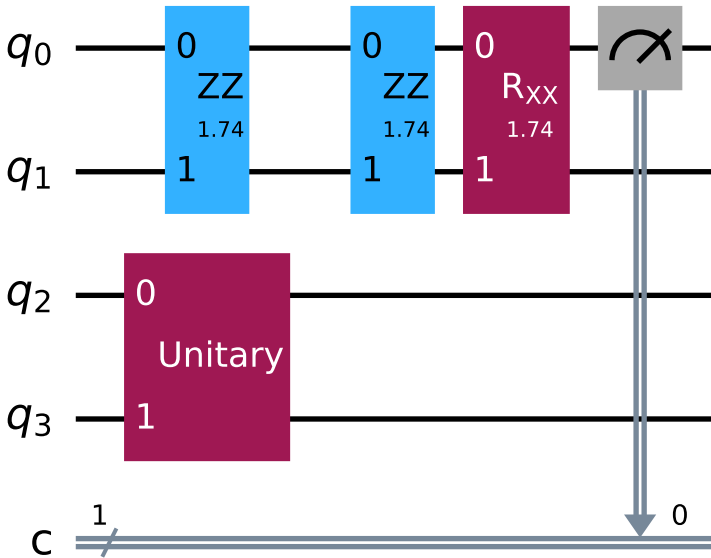 q0 0 0 0
ZZ ZZ RXX
1.74 1.74 1.74
q1 1 1 1
q2 0
Unitary
q3 1
1 0
c